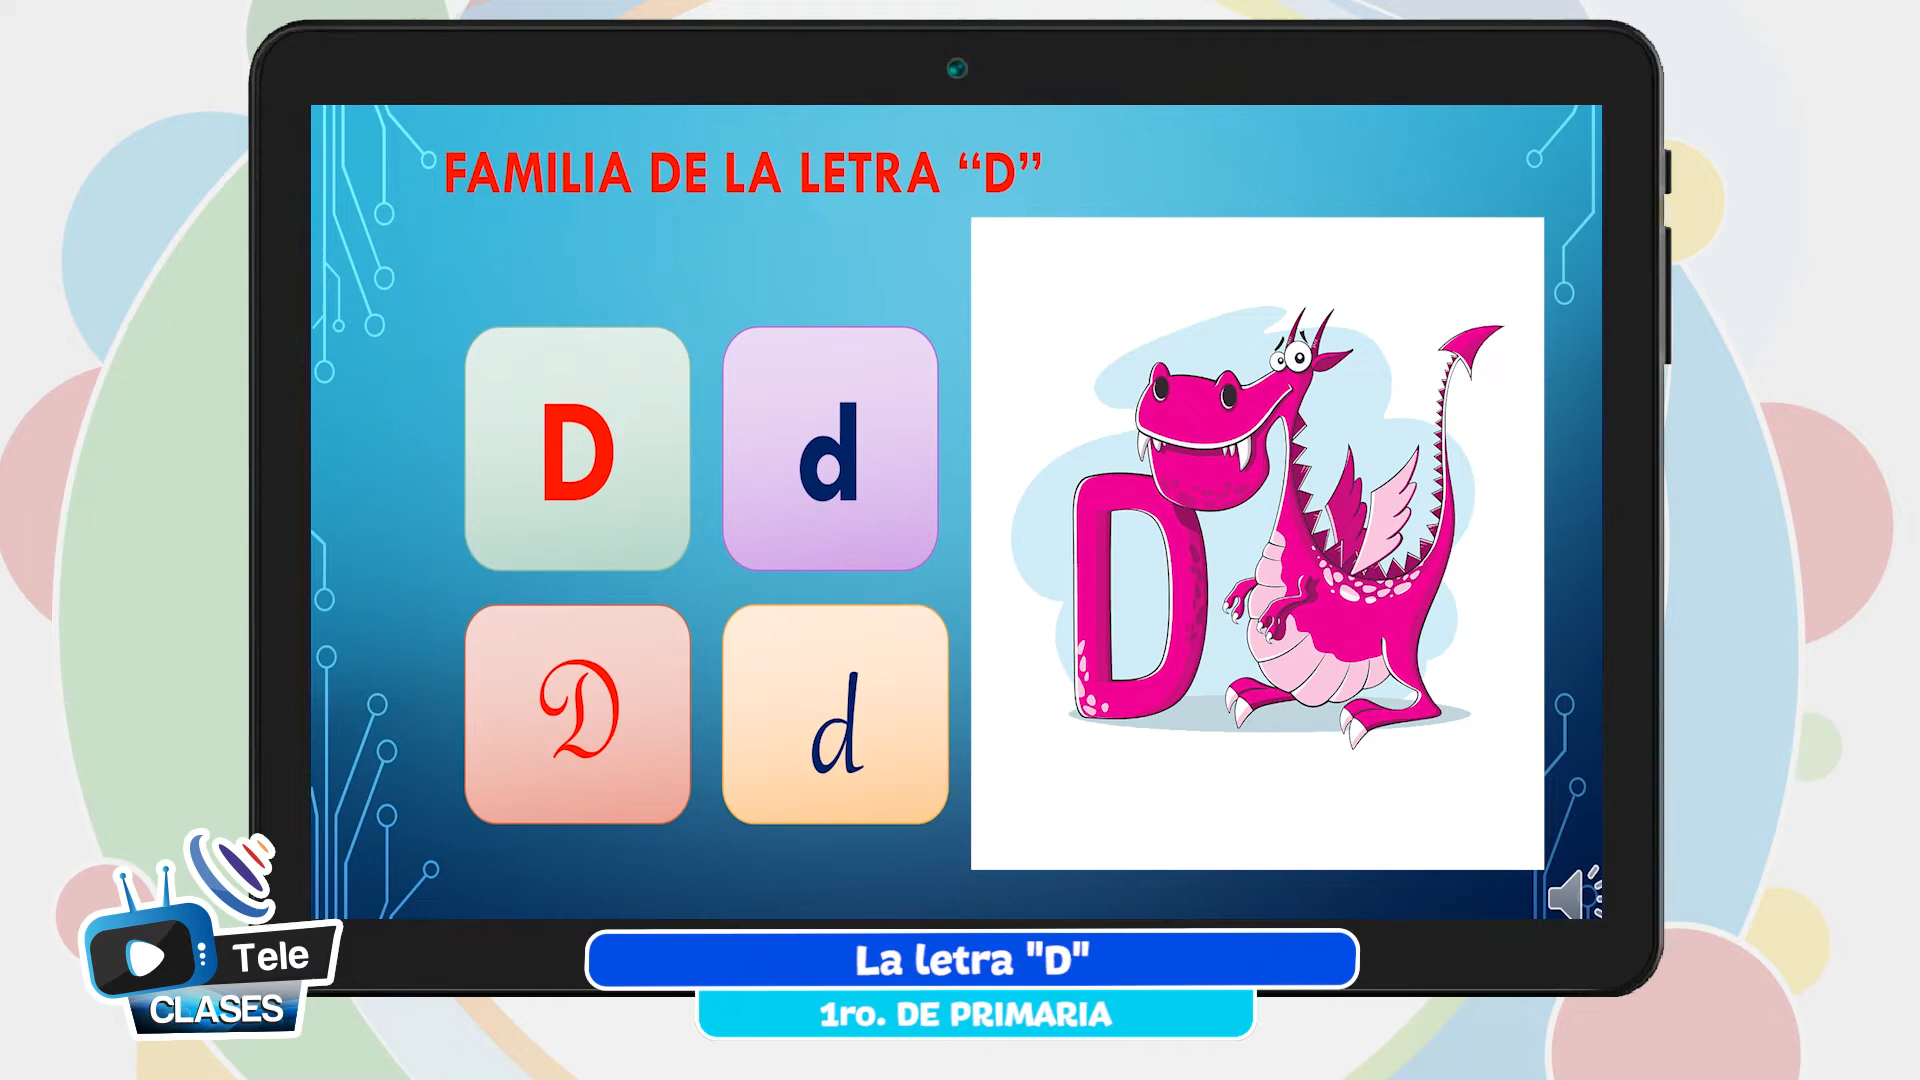 FAMILIA DE LA LETRA “D”
D d
D d
D
Tele
CLASES
La letra "D"
1ro. DE PRIMARIA